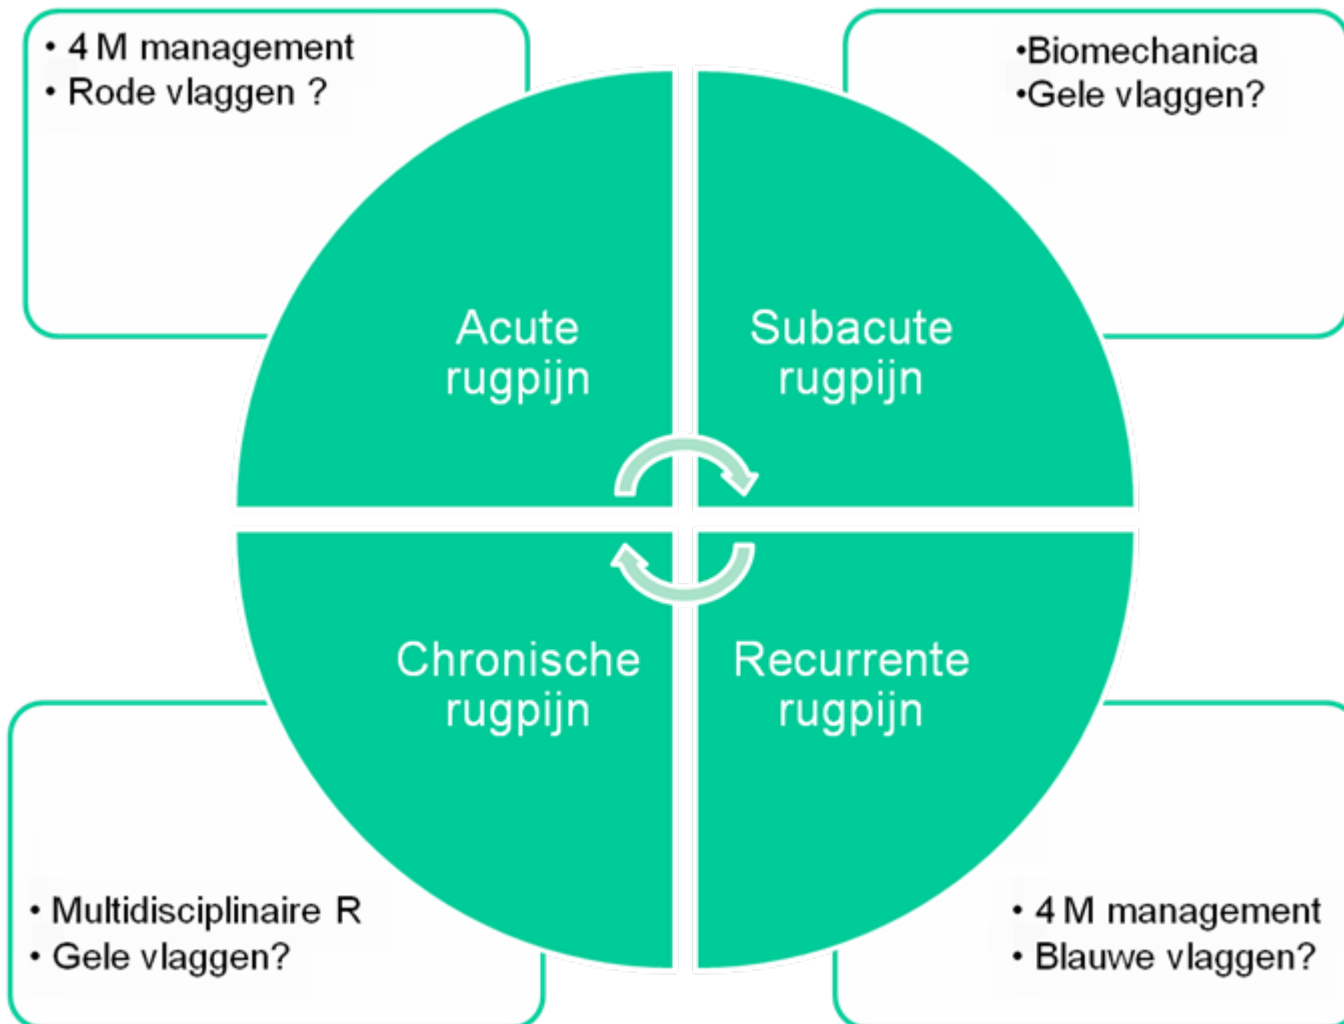 • 4 M management
• Rode vlaggen ?
•Biomechanica
•Gele vlaggen?
Acute
rugpijn
Subacute
rugpijn
Chronische
rugpijn
Recurrente
rugpijn
• Multidisciplinaire R
• Gele vlaggen?
• 4 M management
• Blauwe vlaggen?